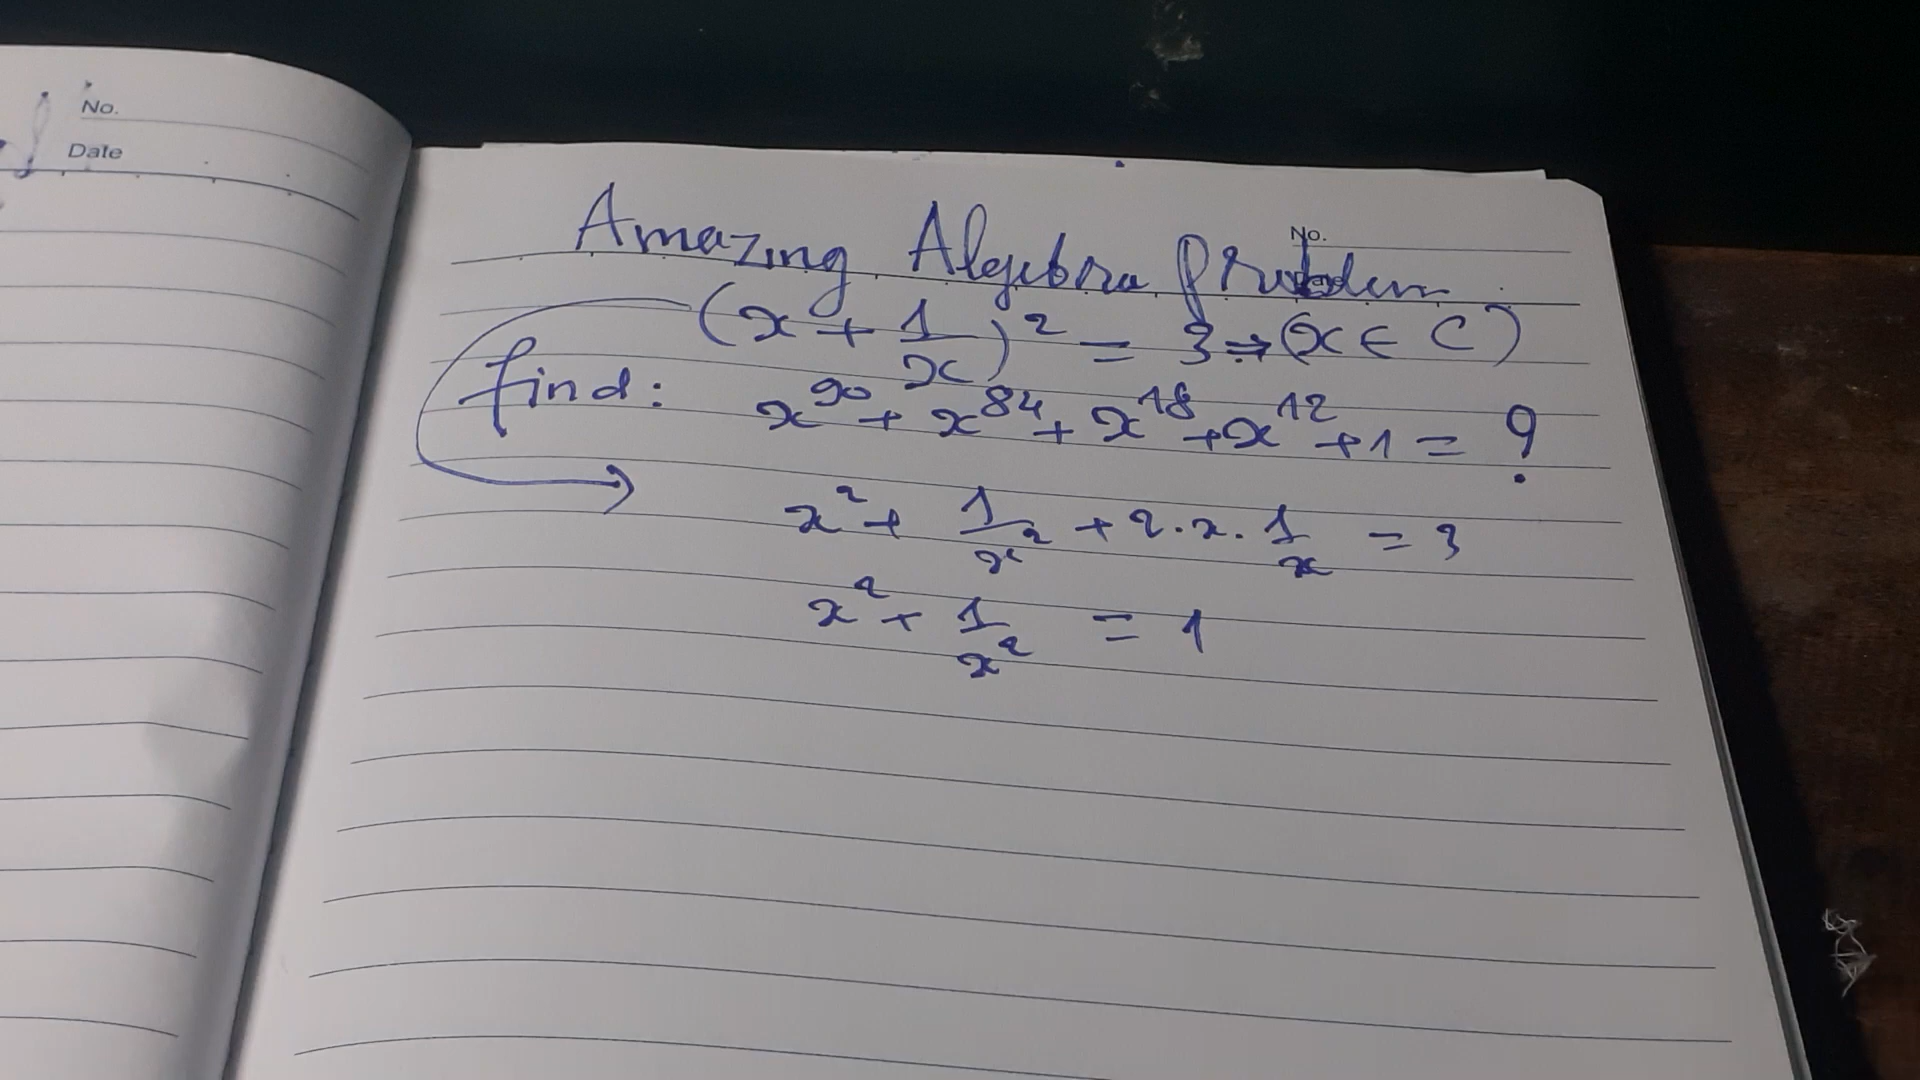 No.
Date
No.
Amazing Algebra Problem
(x + 1/x)² = 3 ⇒ (x ∈ C)
find: x⁹⁰ + x⁸⁴ + x¹⁸ + x¹² + 1 = ?
x² + 1/x² + 2 · x · 1/x = 3
x² + 1/x² = 1